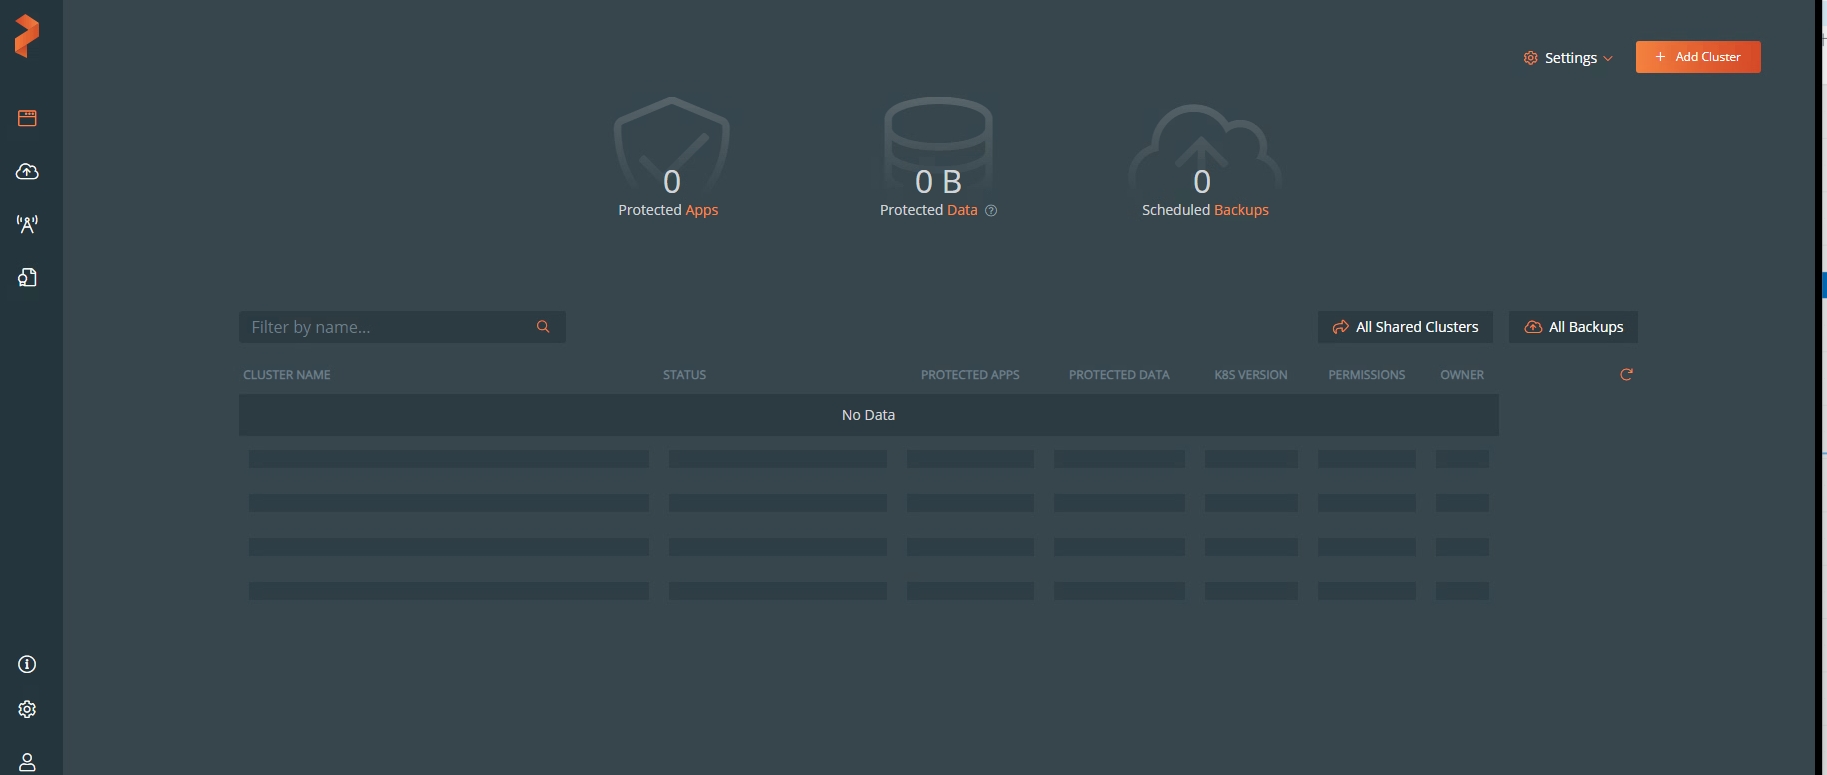 Settings
+ Add Cluster
0
Protected Apps
0 B
Protected Data
0
Scheduled Backups
Filter by name...
All Shared Clusters
All Backups
CLUSTER NAME STATUS PROTECTED APPS PROTECTED DATA K8S VERSION PERMISSIONS OWNER
No Data